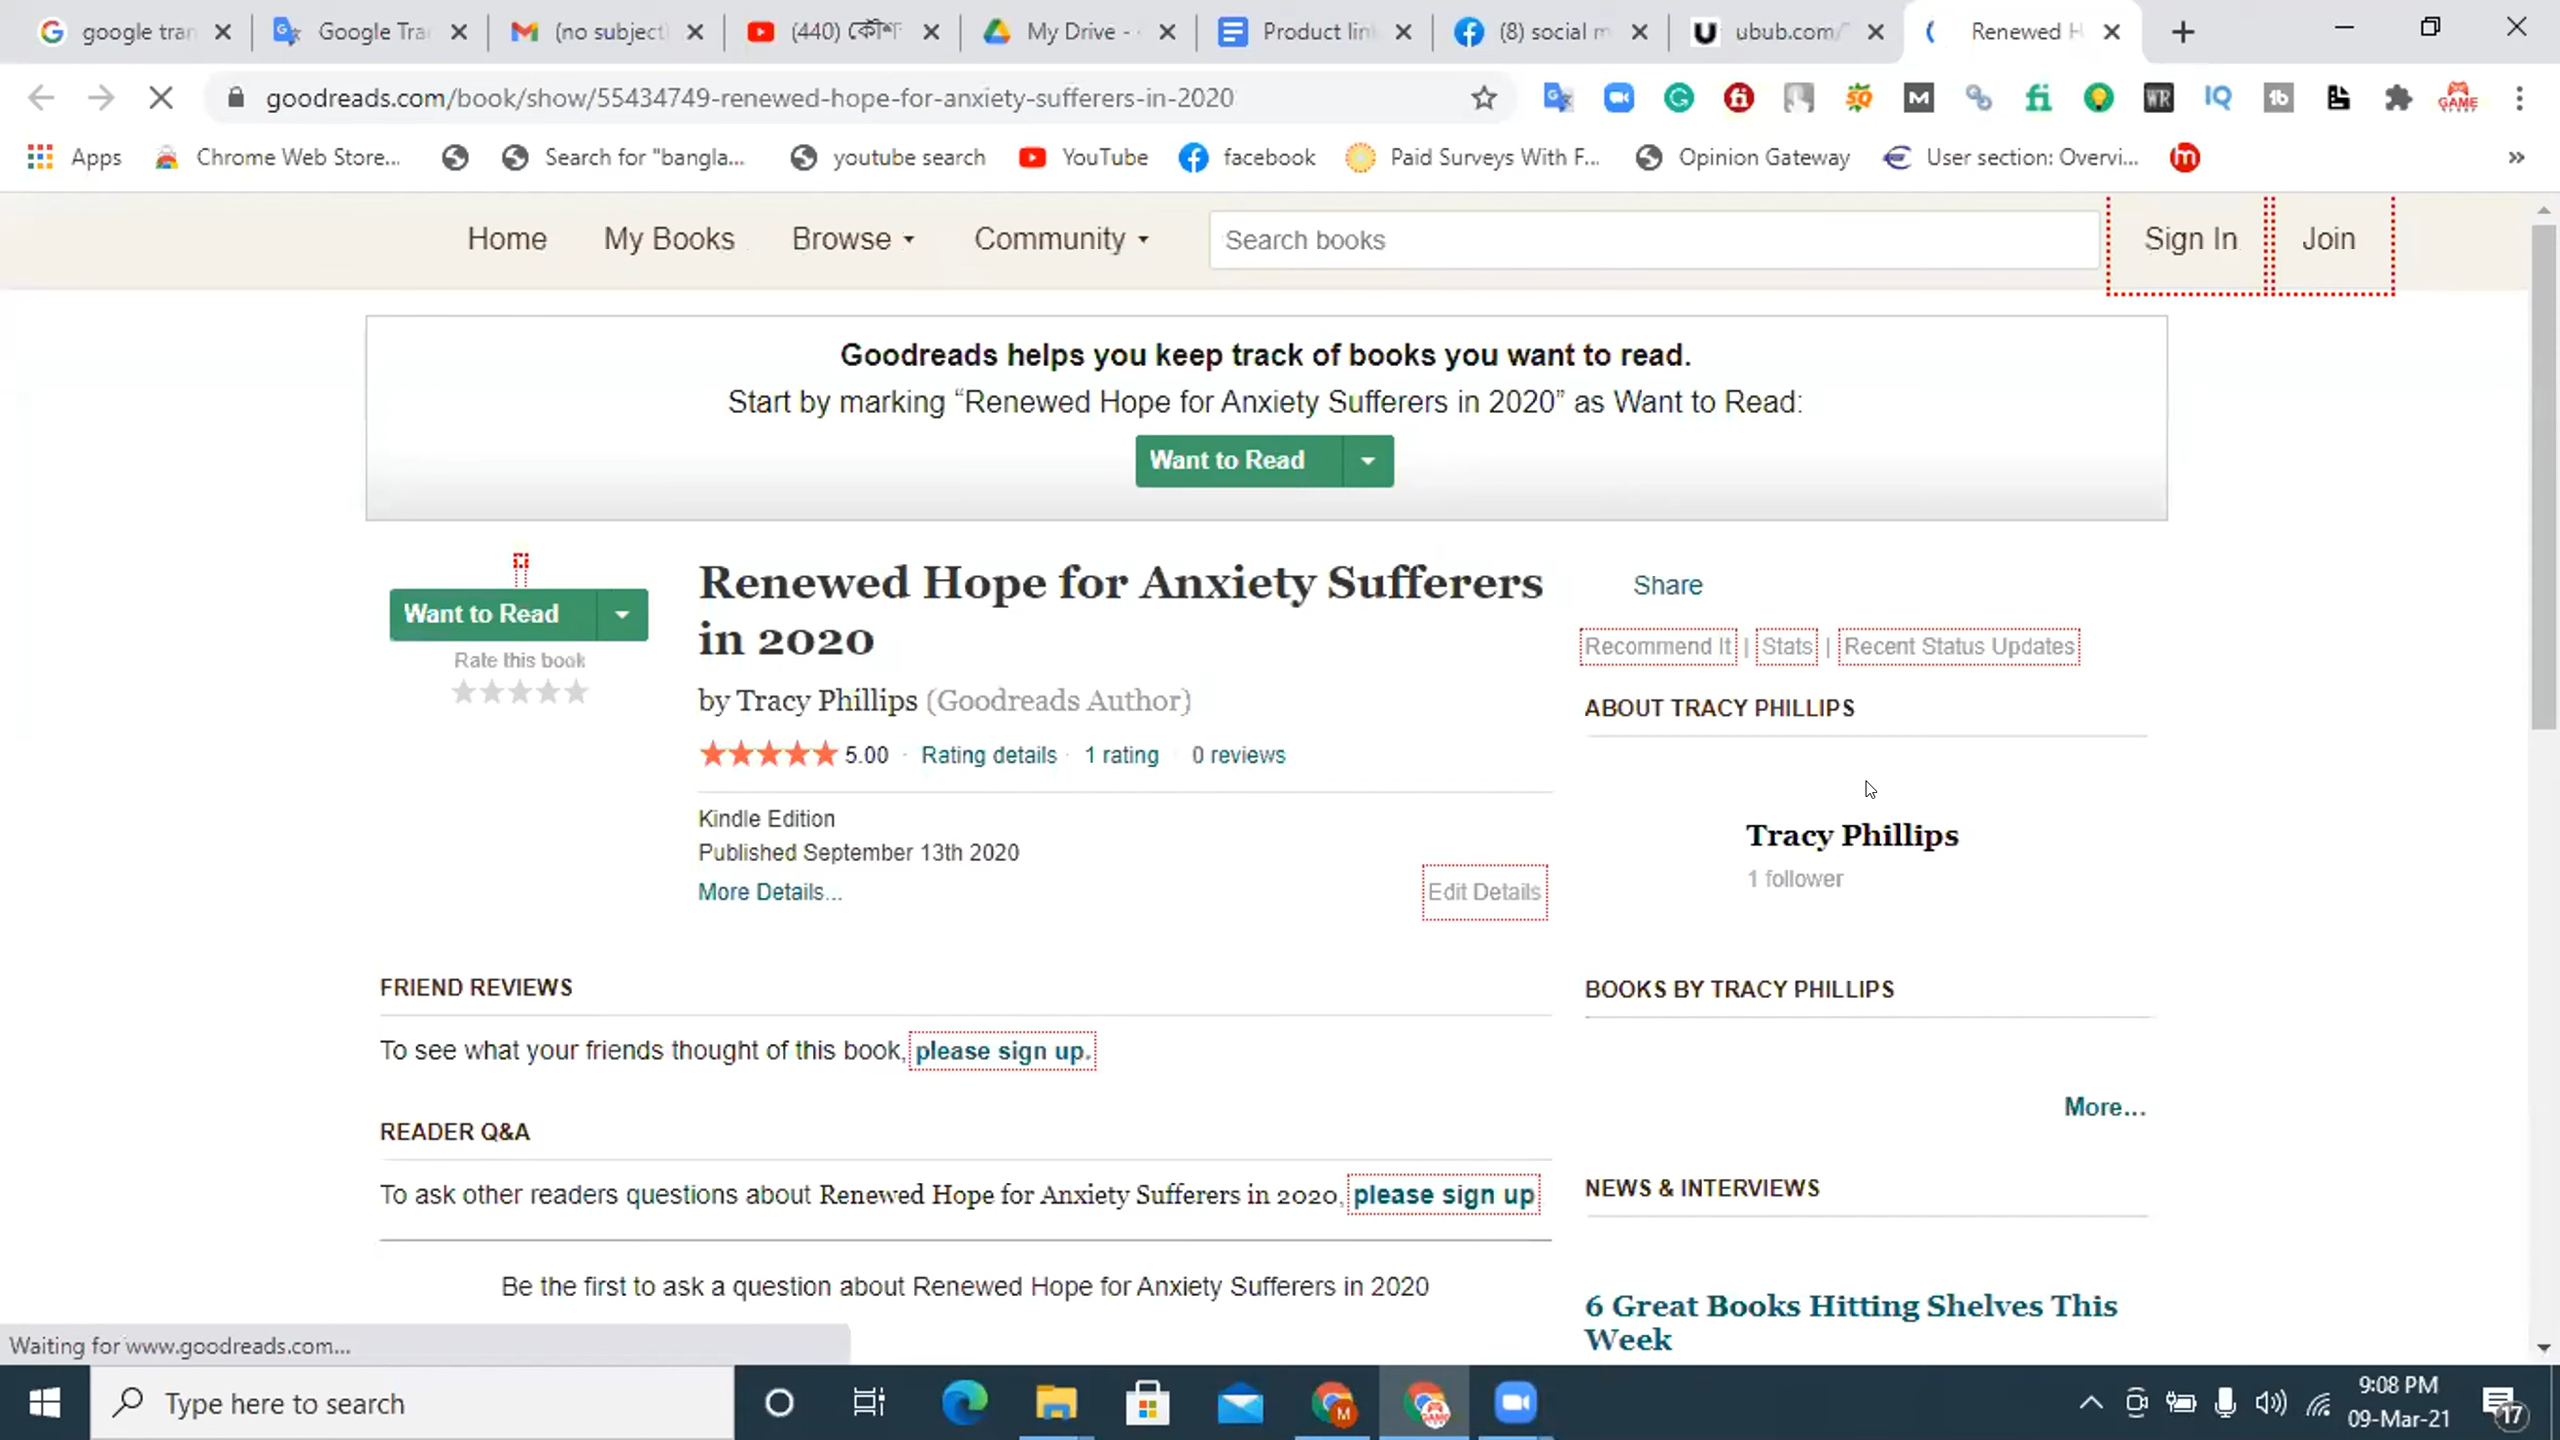 google tran
Google Tra
(no subject
(440) কৌশ
My Drive -
Product lin
(8) social m
ubub.com/
Renewed H
goodreads.com/book/show/55434749-renewed-hope-for-anxiety-sufferers-in-2020
Apps
Chrome Web Store...
Search for "bangla...
youtube search
YouTube
facebook
Paid Surveys With F...
Opinion Gateway
User section: Overvi...
Home
My Books
Browse
Community
Search books
Sign In
Join
Goodreads helps you keep track of books you want to read.
Start by marking “Renewed Hope for Anxiety Sufferers in 2020” as Want to Read:
Want to Read
Want to Read
Rate this book
Renewed Hope for Anxiety Sufferers
in 2020
by Tracy Phillips (Goodreads Author)
5.00 · Rating details · 1 rating · 0 reviews
Kindle Edition
Published September 13th 2020
More Details...
Edit Details
Share
Recommend It | Stats | Recent Status Updates
ABOUT TRACY PHILLIPS
Tracy Phillips
1 follower
FRIEND REVIEWS
To see what your friends thought of this book, please sign up.
READER Q&A
To ask other readers questions about Renewed Hope for Anxiety Sufferers in 2020, please sign up
Be the first to ask a question about Renewed Hope for Anxiety Sufferers in 2020
BOOKS BY TRACY PHILLIPS
More...
NEWS & INTERVIEWS
6 Great Books Hitting Shelves This
Week
Waiting for www.goodreads.com...
Type here to search
9:08 PM
09-Mar-21
17